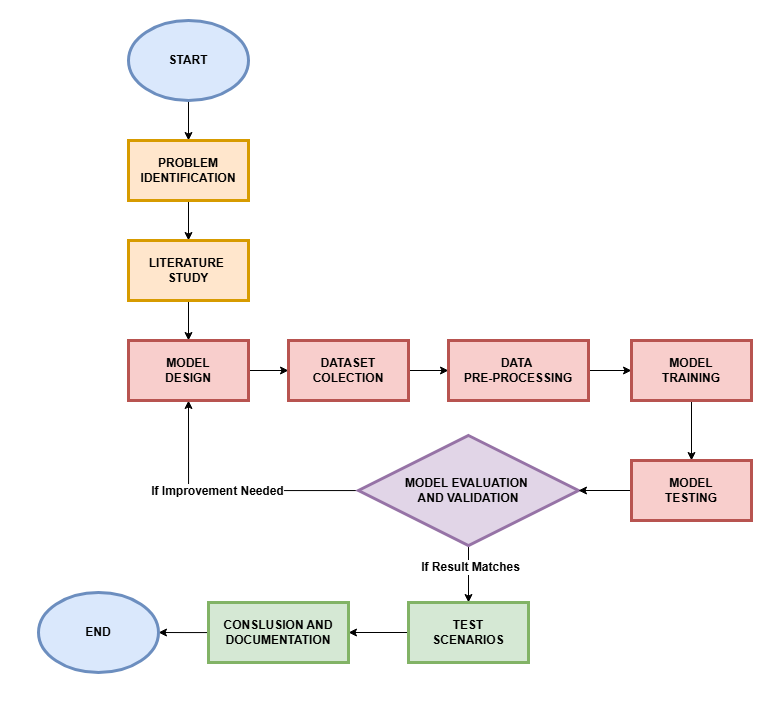 START
PROBLEM
IDENTIFICATION
LITERATURE
STUDY
MODEL
DESIGN
DATASET
COLECTION
DATA
PRE-PROCESSING
MODEL
TRAINING
MODEL
TESTING
MODEL EVALUATION
AND VALIDATION
If Improvement Needed
If Result Matches
TEST
SCENARIOS
CONSLUSION AND
DOCUMENTATION
END